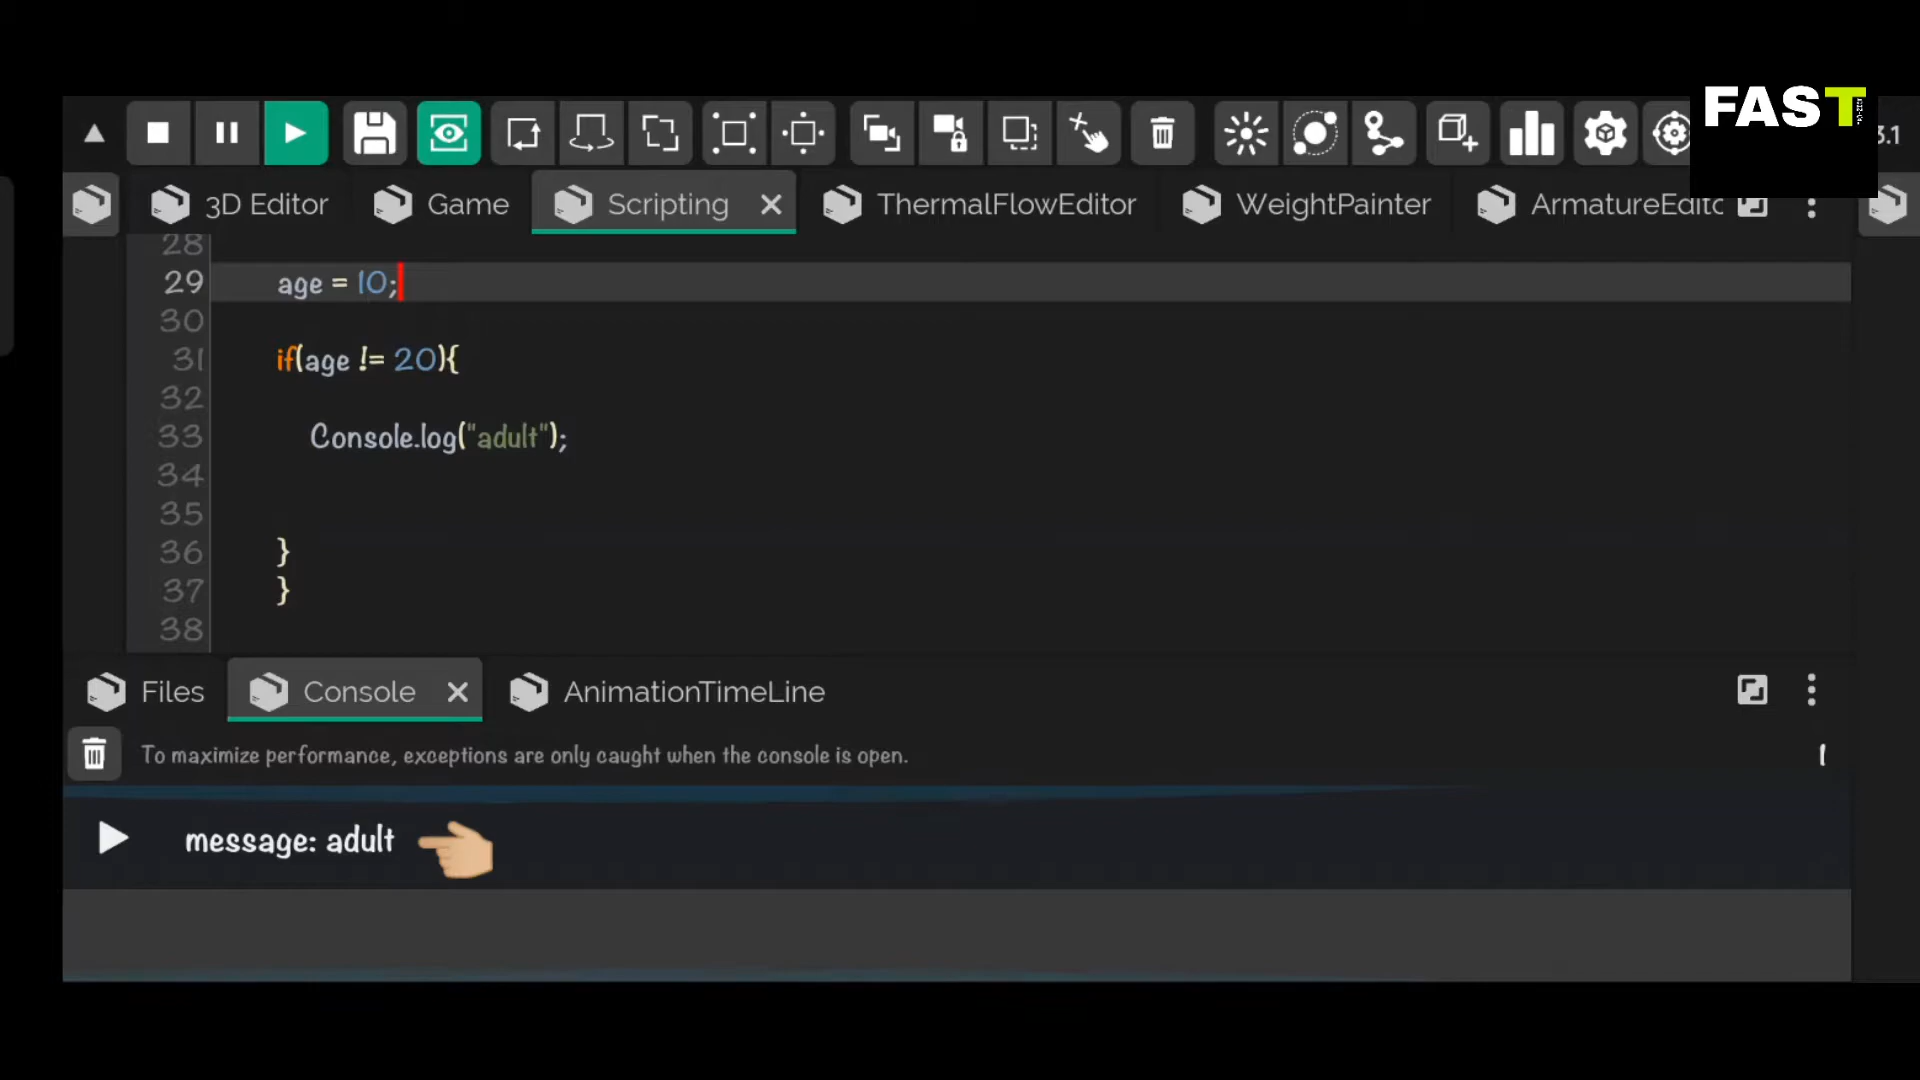 FAST
3.1
3D Editor
Game
Scripting
ThermalFlowEditor
WeightPainter
ArmatureEditc
28
29 age = 10;
30
31 if(age != 20){
32
33 Console.log("adult");
34
35
36 }
37 }
38
Files
Console
AnimationTimeLine
To maximize performance, exceptions are only caught when the console is open.
message: adult